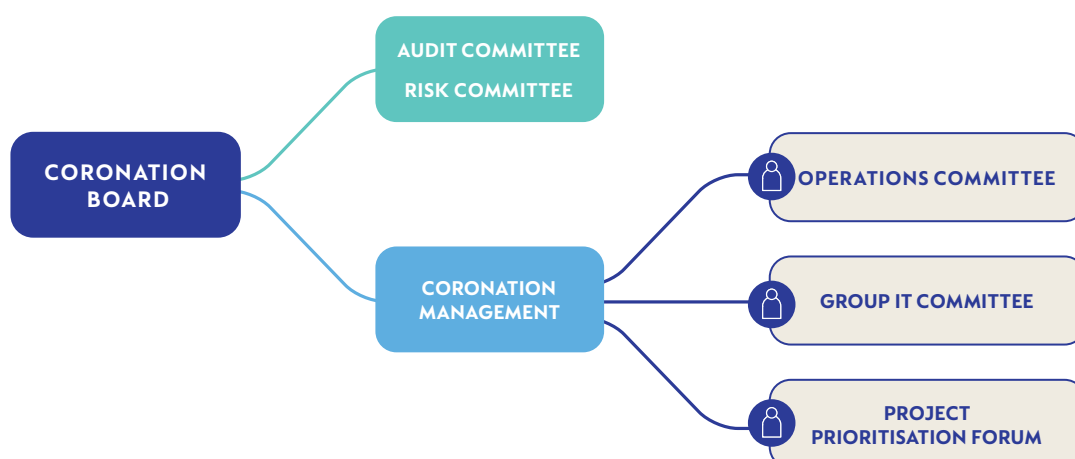 AUDIT COMMITTEE
RISK COMMITTEE
CORONATION
BOARD
OPERATIONS COMMITTEE
CORONATION
MANAGEMENT
GROUP IT COMMITTEE
PROJECT
PRIORITISATION FORUM